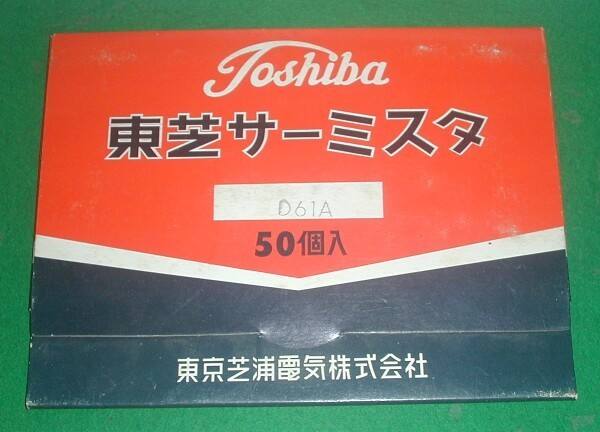 Toshiba
東芝サーミスタ
D61A
50個入
東京芝浦電気株式会社